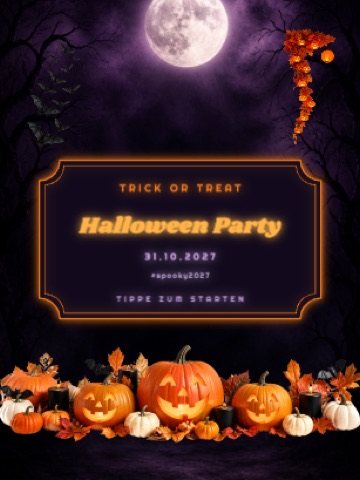 TRICK OR TREAT
Halloween Party
31.10.2027
#spooky2027
TIPPE ZUM STARTEN